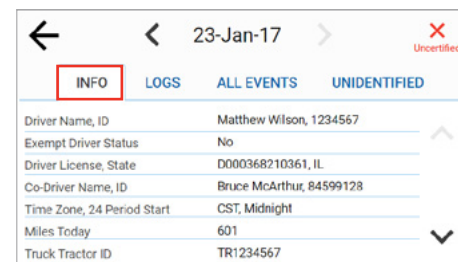 23-Jan-17
Uncertified
INFO LOGS ALL EVENTS UNIDENTIFIED
Driver Name, ID Matthew Wilson, 1234567
Exempt Driver Status No
Driver License, State D000368210361, IL
Co-Driver Name, ID Bruce McArthur, 84599128
Time Zone, 24 Period Start CST, Midnight
Miles Today 601
Truck Tractor ID TR1234567